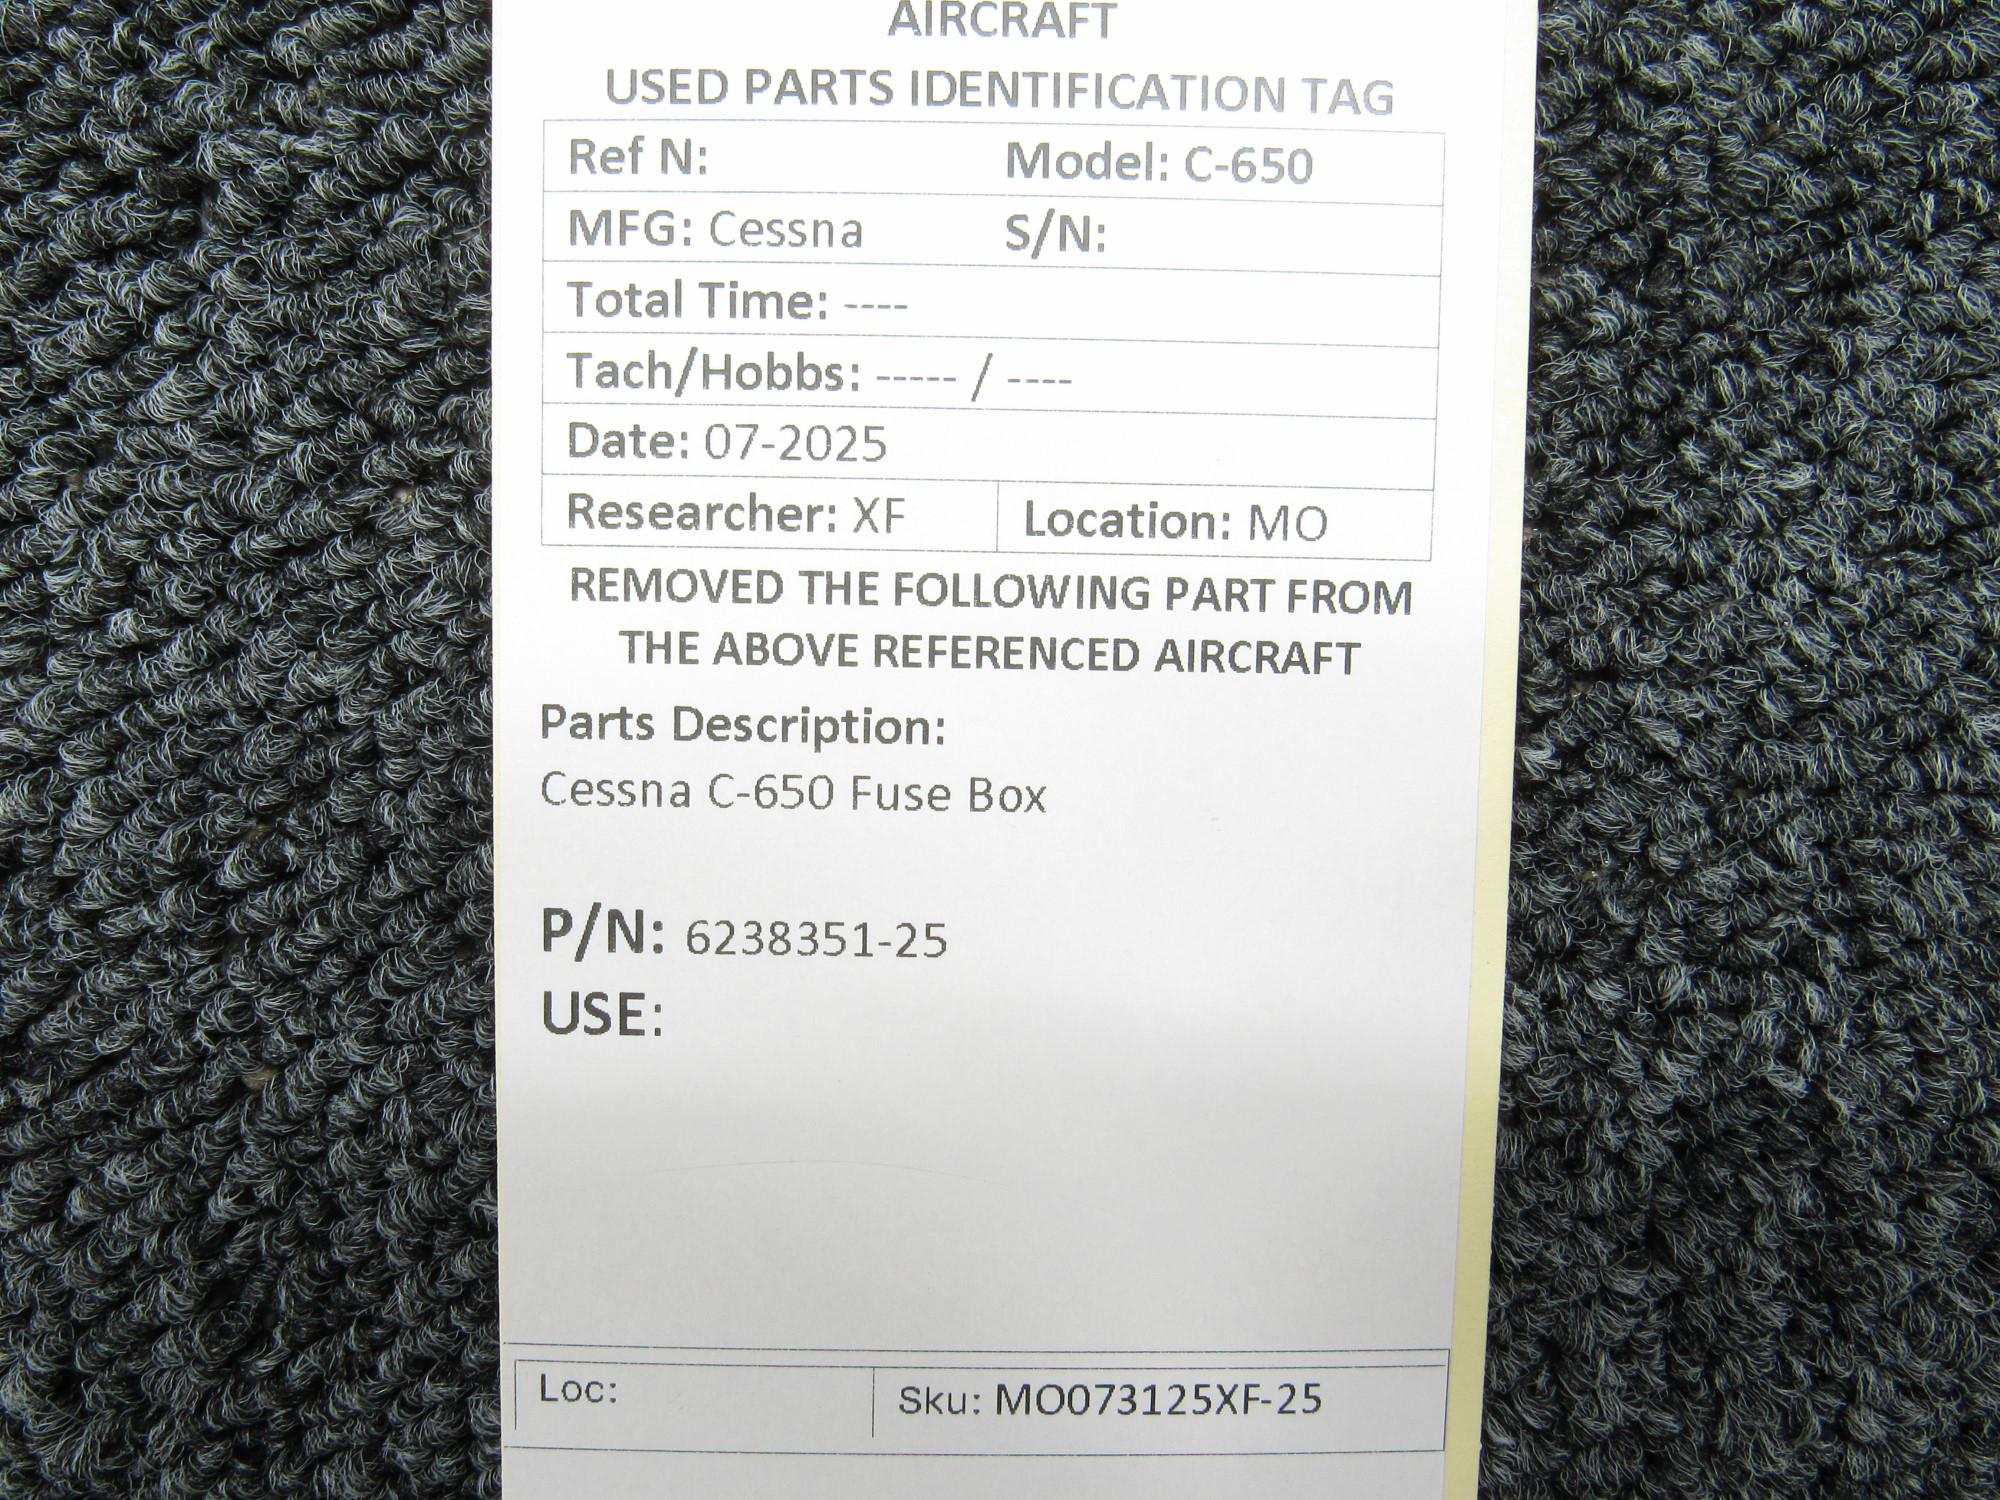 AIRCRAFT
USED PARTS IDENTIFICATION TAG
Ref N: Model: C-650
MFG: Cessna S/N:
Total Time: ----
Tach/Hobbs: ----- / ----
Date: 07-2025
Researcher: XF Location: MO
REMOVED THE FOLLOWING PART FROM
THE ABOVE REFERENCED AIRCRAFT
Parts Description:
Cessna C-650 Fuse Box
P/N: 6238351-25
USE:
Loc: Sku: MO073125XF-25